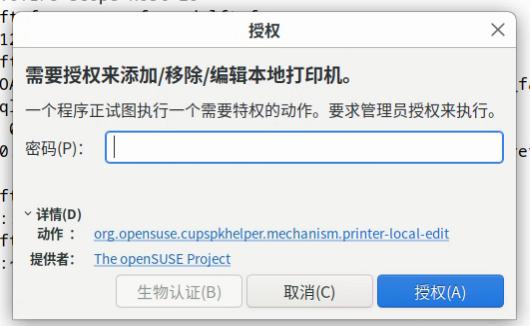 授权
需要授权来添加/移除/编辑本地打印机。
一个程序正试图执行一个需要特权的动作。要求管理员授权来执行。
密码(P)：
详情(D)
动作： org.opensuse.cupspkhelper.mechanism.printer-local-edit
提供者： The openSUSE Project
生物认证(B) 取消(C) 授权(A)